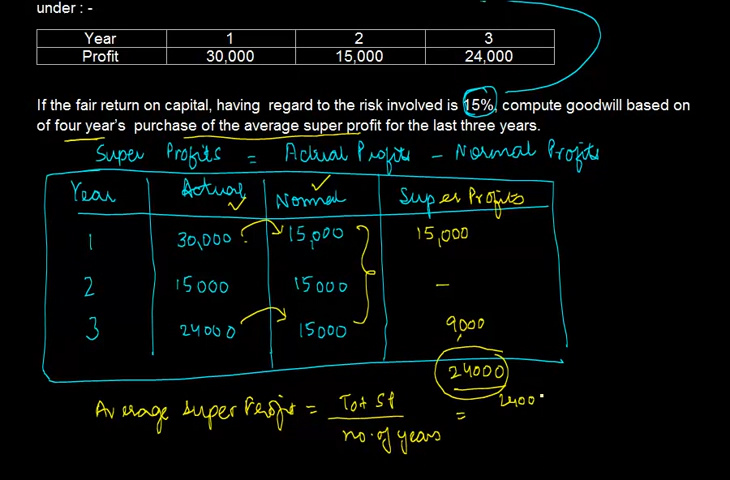 under : -
Year 1 2 3
Profit 30,000 15,000 24,000
If the fair return on capital, having regard to the risk involved is 15%, compute goodwill based on
of four year's purchase of the average super profit for the last three years.
Super Profits = Actual Profits - Normal Profits
Year Actual Normal Super Profits
1 30,000 15,000 15,000
2 15000 15000 -
3 24000 15000 9,000
24000
Average Super Profit = Tot SP / no. of years = 2400